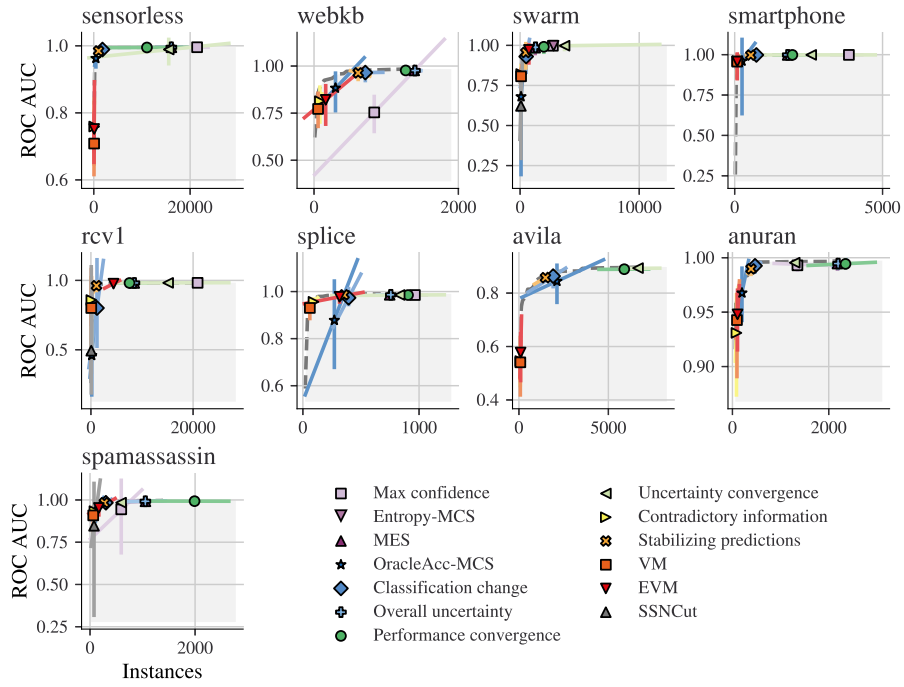 sensorless
webkb
swarm
smartphone
ROC AUC
1.0
0.8
0.6
0
20000
1.00
0.75
0.50
0
2000
1.00
0.75
0.50
0.25
0
10000
1.00
0.75
0.50
0.25
0
5000
rcv1
splice
avila
anuran
ROC AUC
1.0
0.5
0
20000
1.0
0.8
0.6
0
1000
0.8
0.6
0.4
0
5000
1.00
0.95
0.90
0
2000
spamassassin
ROC AUC
1.00
0.75
0.50
0.25
0
2000
Instances
Max confidence
Entropy-MCS
MES
OracleAcc-MCS
Classification change
Overall uncertainty
Performance convergence
Uncertainty convergence
Contradictory information
Stabilizing predictions
VM
EVM
SSNCut